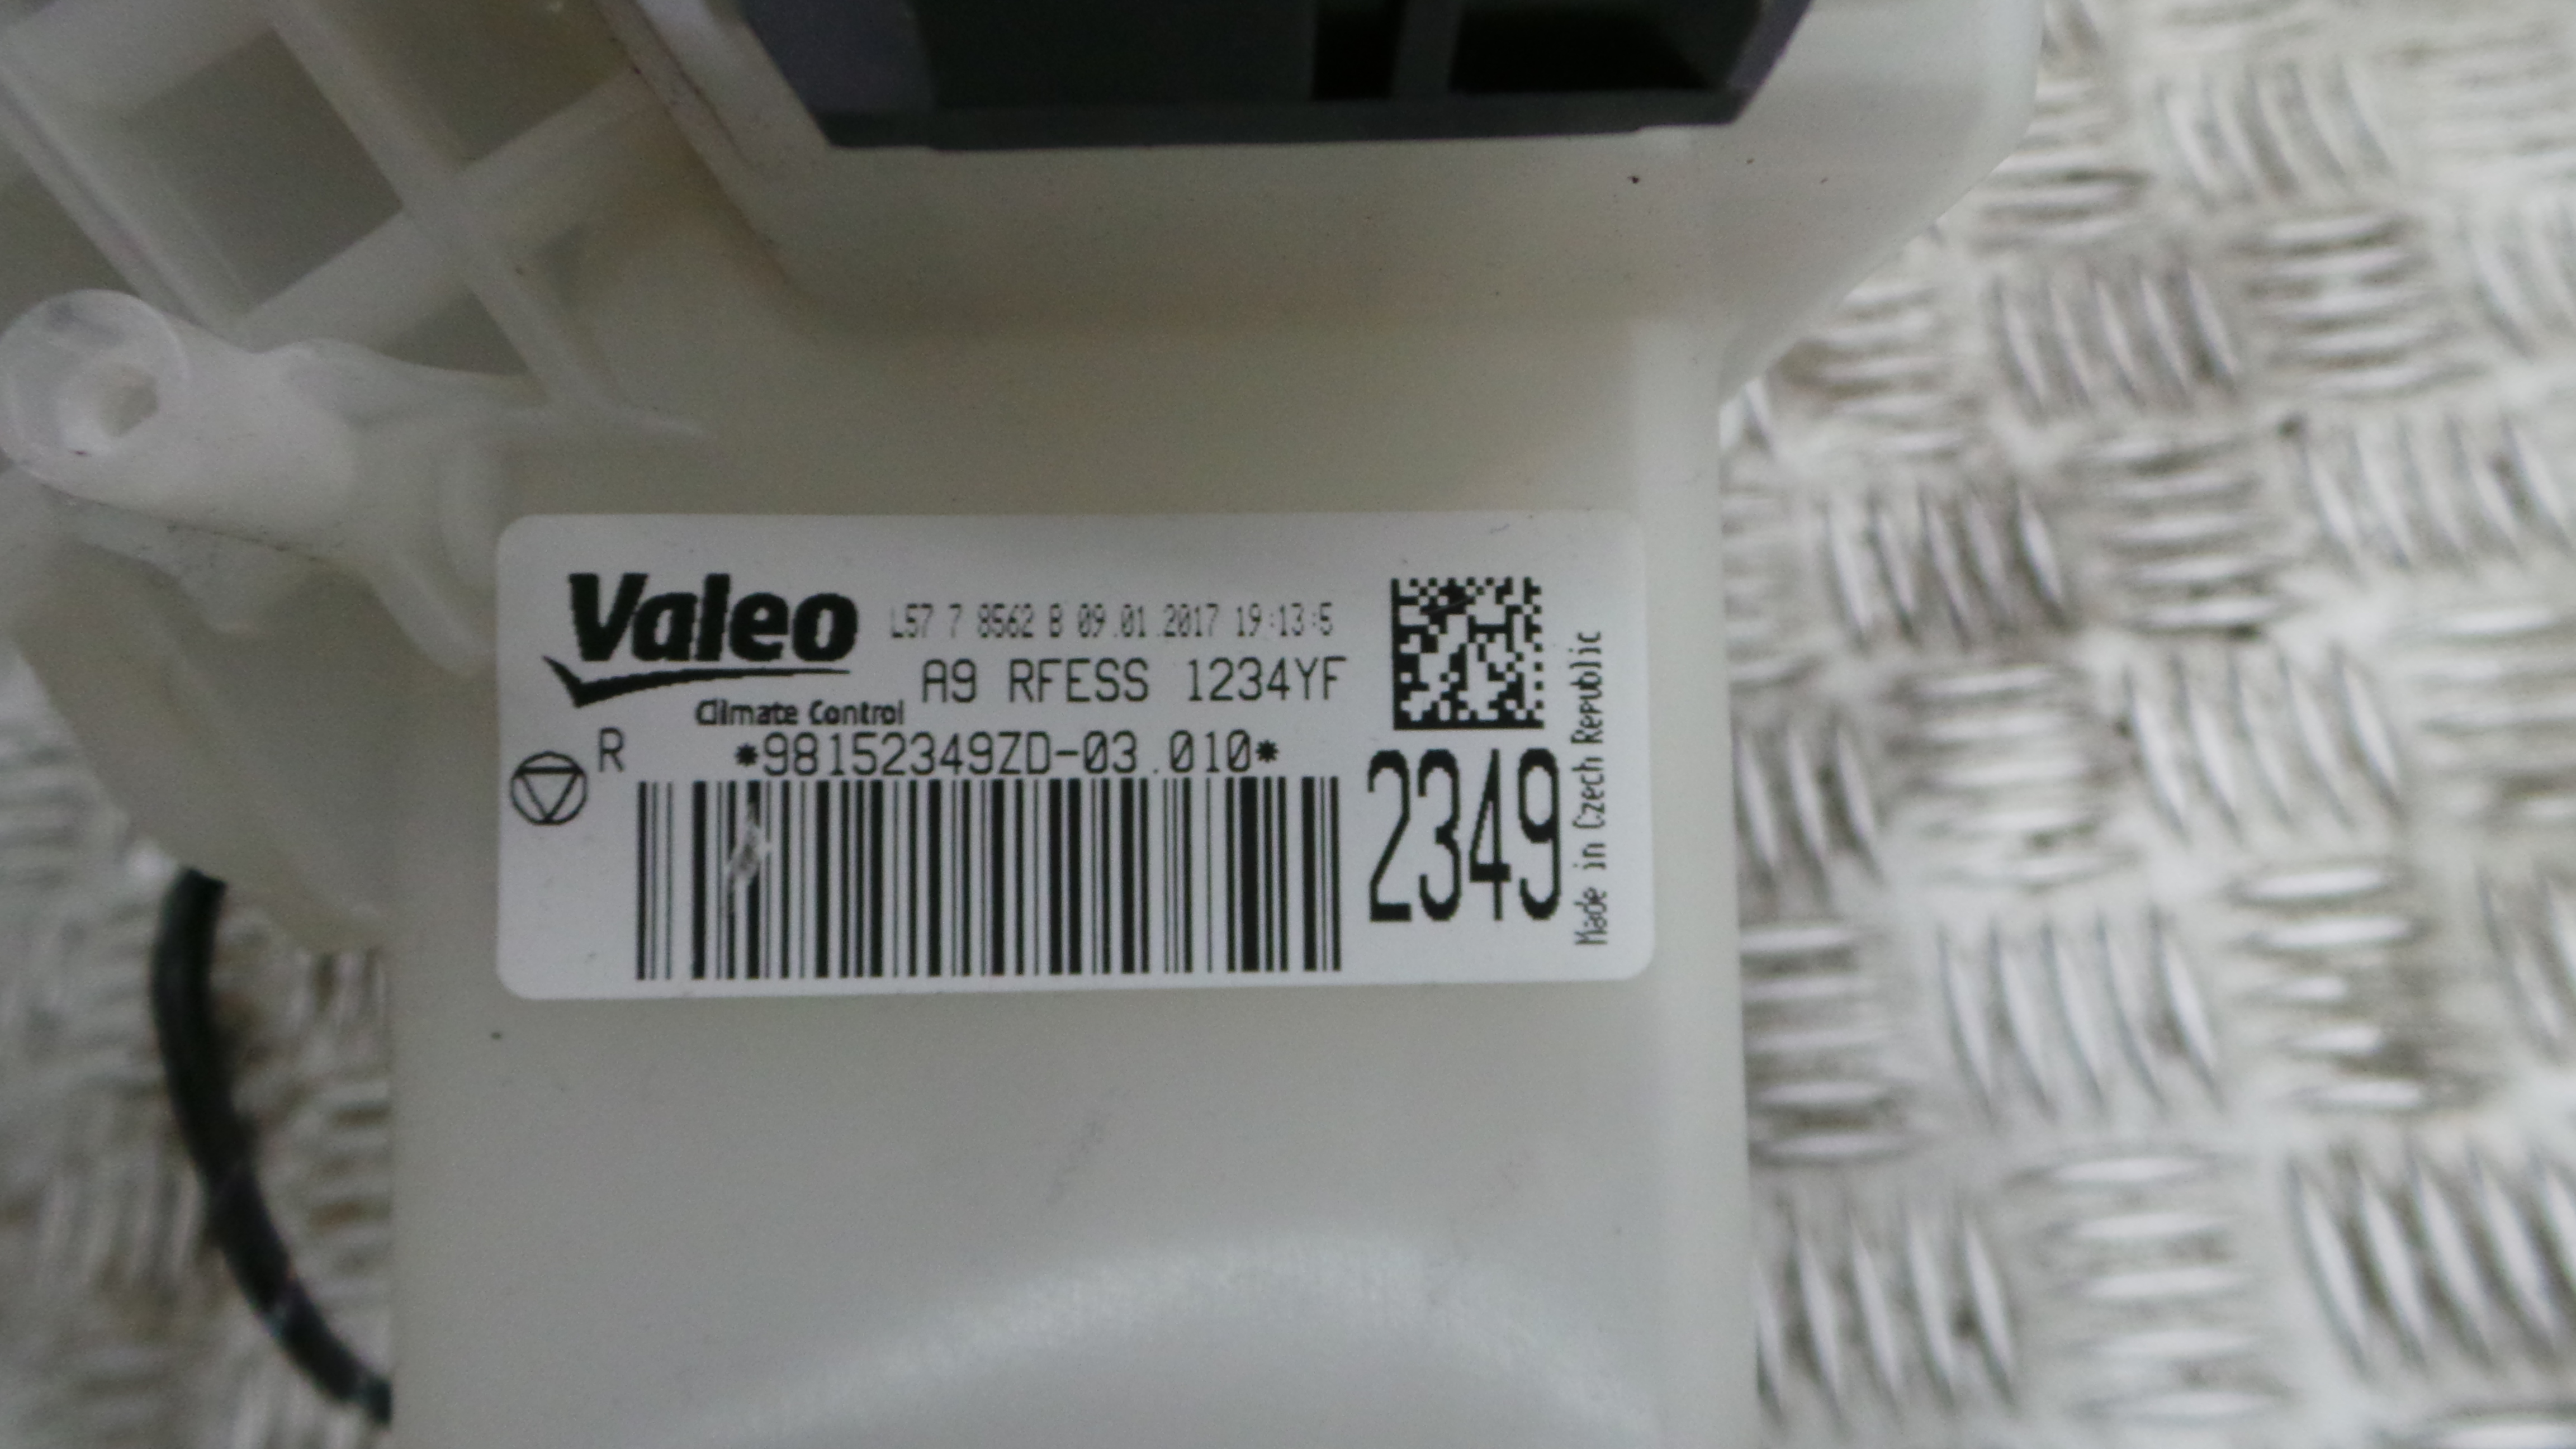 Valeo
L57 7 8562 B 09.01.2017 19:13:5
A9 RFESS 1234YF
Climate Control
R *98152349ZD-03.010*
2349
Made in Czech Republic